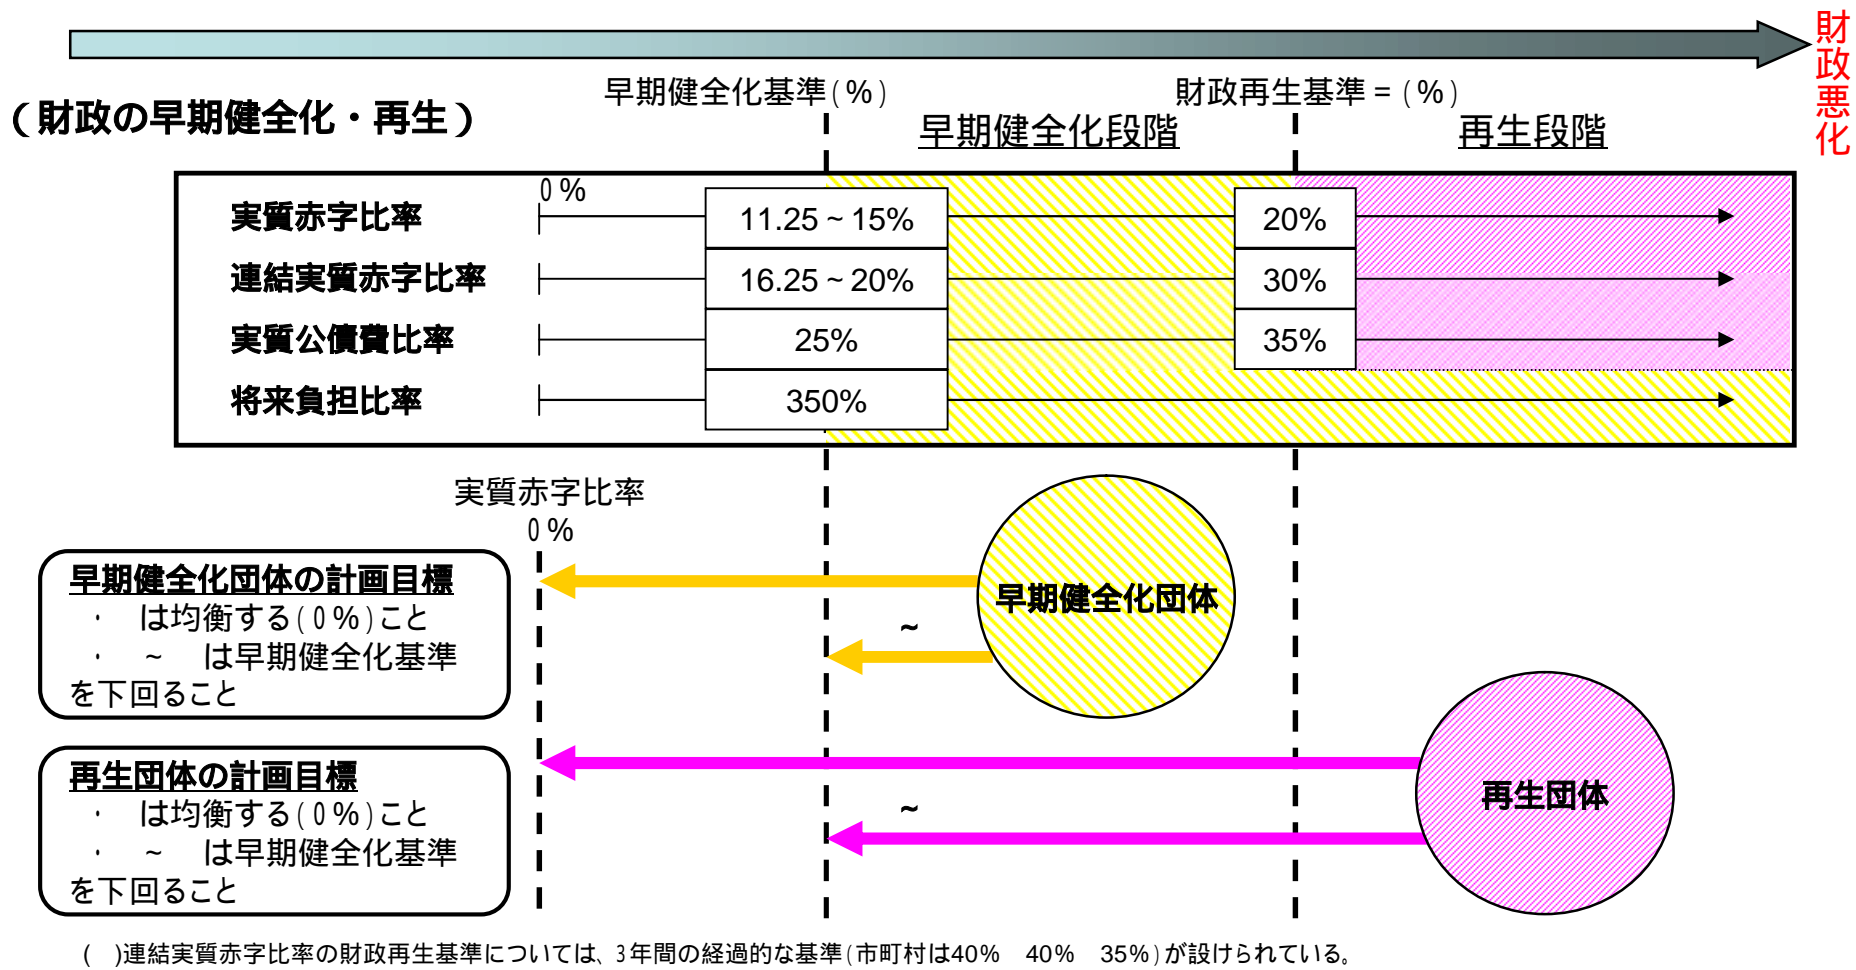 財政悪化
早期健全化基準(％) 財政再生基準＝(％)
（財政の早期健全化・再生）
早期健全化段階 再生段階
0％
実質赤字比率 11.25～15% 20%
連結実質赤字比率 16.25～20% 30%
実質公債費比率 25% 35%
将来負担比率 350%
実質赤字比率
0％
早期健全化団体の計画目標
・ は均衡する(0％)こと
・ ～ は早期健全化基準
を下回ること
早期健全化団体
～
再生団体の計画目標
・ は均衡する(0％)こと
・ ～ は早期健全化基準
を下回ること
～
再生団体
( )連結実質赤字比率の財政再生基準については、3年間の経過的な基準(市町村は40% 40% 35%)が設けられている。